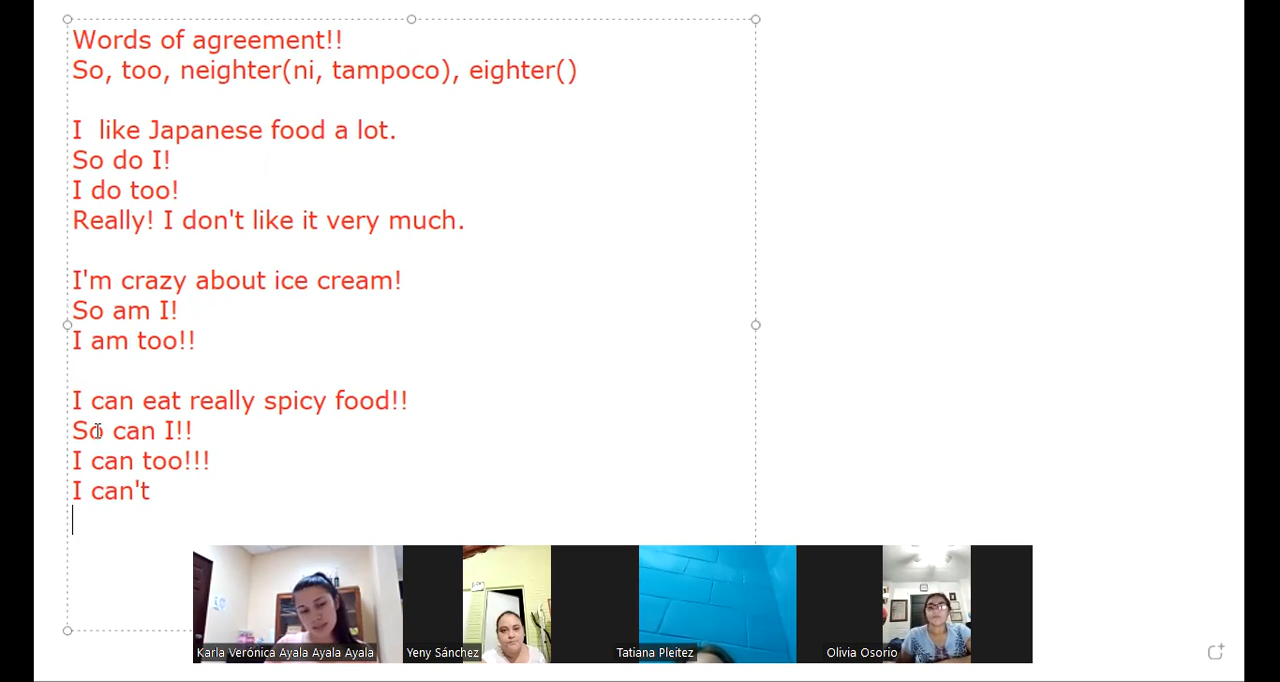 Words of agreement!!
So, too, neighter(ni, tampoco), eighter()
I  like Japanese food a lot.
So do I!
I do too!
Really! I don't like it very much.
I'm crazy about ice cream!
So am I!
I am too!!
I can eat really spicy food!!
So can I!!
I can too!!!
I can't
Karla Verónica Ayala Ayala Ayala
Yeny Sánchez
Tatiana Pleitez
Olivia Osorio